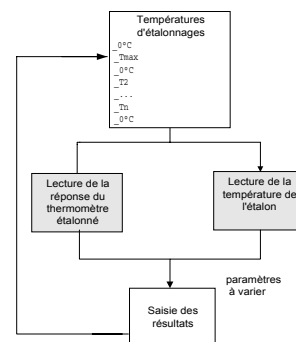 Températures
d'étalonnages
_0°C
_Tmax
_0°C
_T2
_...
_Tn
_0°C
Lecture de la
réponse du
thermomètre
étalonné
Lecture de la
température de
l'étalon
paramètres
à varier
Saisie des
résultats